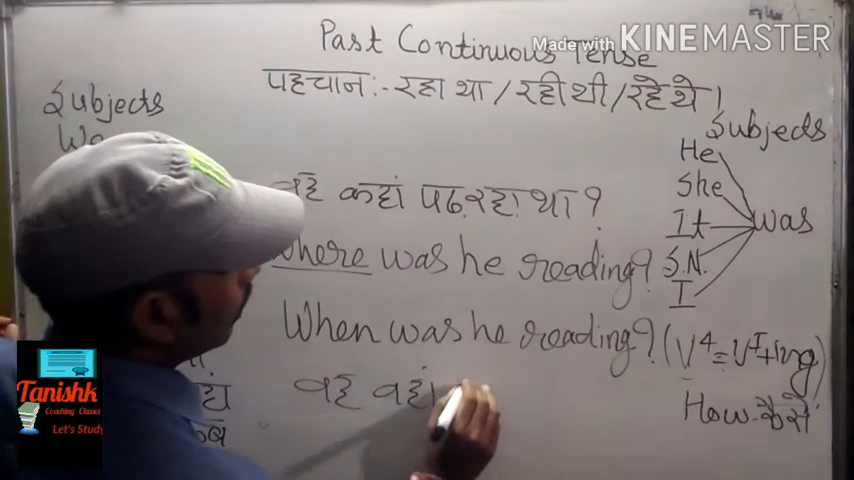 Made with KINEMASTER
Past Continuous Tense
पहचान :- रहा था / रही थी / रहे थे ।
Subjects
We
Subjects
He
She
It
S.N.
I
was
वह कहां पढ़ रहा था ?
Where was he reading?
When was he reading?
(V⁴ = V¹+ing)
वह वहां
How - कैसे
Tanishk
Coaching Classes
Let's Study